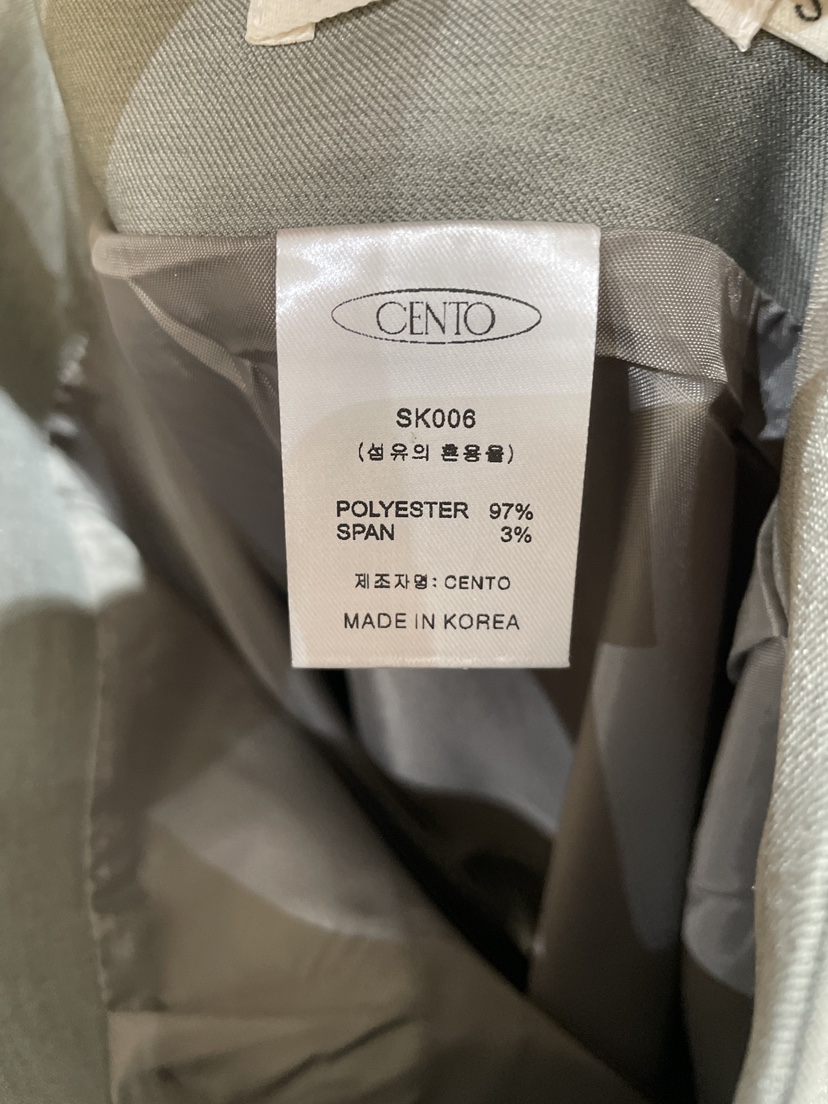 CENTO
SK006
(섬유의 혼용율)
POLYESTER 97%
SPAN 3%
제조자명: CENTO
MADE IN KOREA